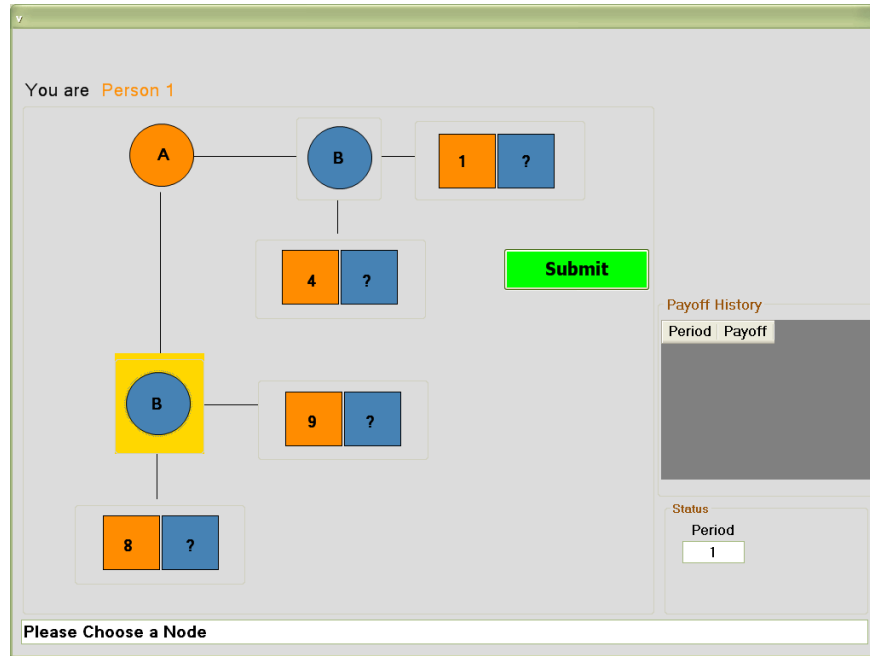 v
You are Person 1
A
B
1 ?
4 ?
Submit
Payoff History
Period Payoff
B
9 ?
8 ?
Status
Period
1
Please Choose a Node